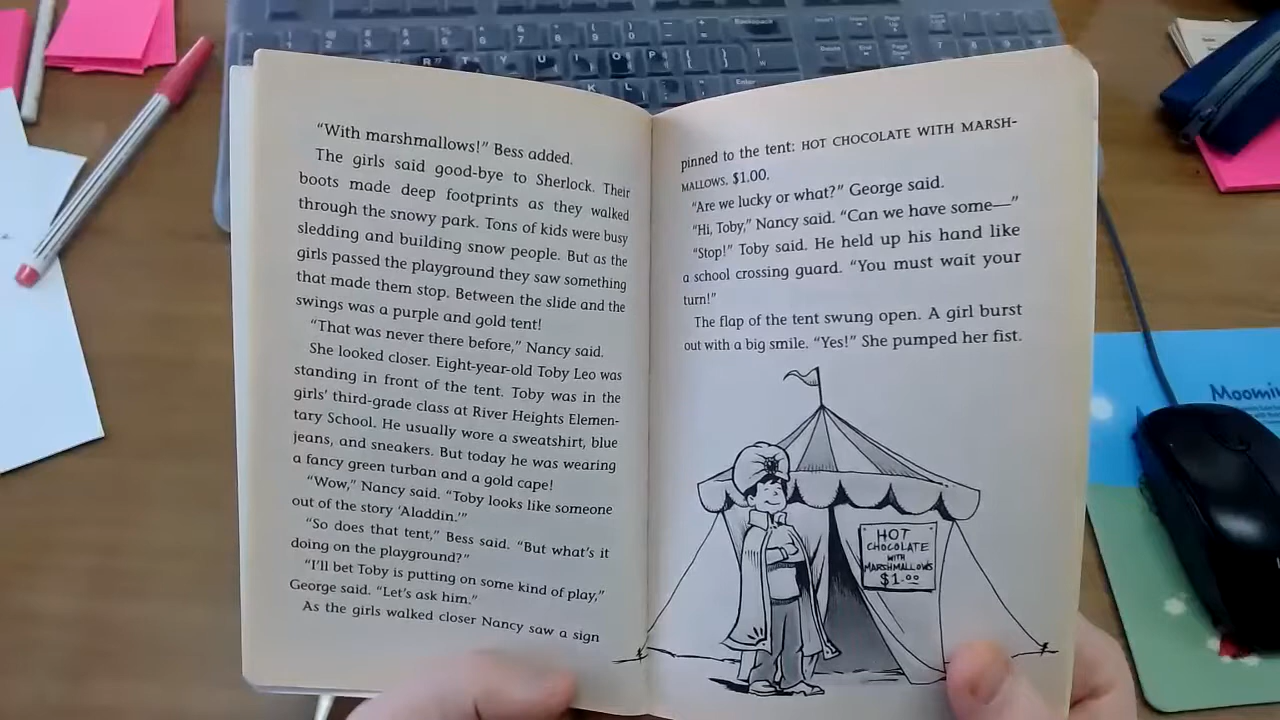 “With marshmallows!” Bess added.
The girls said good-bye to Sherlock. Their
boots made deep footprints as they walked
through the snowy park. Tons of kids were busy
sledding and building snow people. But as the
girls passed the playground they saw something
that made them stop. Between the slide and the
swings was a purple and gold tent!
“That was never there before,” Nancy said.
She looked closer. Eight-year-old Toby Leo was
standing in front of the tent. Toby was in the
girls’ third-grade class at River Heights Elemen-
tary School. He usually wore a sweatshirt, blue
jeans, and sneakers. But today he was wearing
a fancy green turban and a gold cape!
“Wow,” Nancy said. “Toby looks like someone
out of the story ‘Aladdin.’”
“So does that tent,” Bess said. “But what’s it
doing on the playground?”
“I’ll bet Toby is putting on some kind of play,”
George said. “Let’s ask him.”
As the girls walked closer Nancy saw a sign
pinned to the tent: HOT CHOCOLATE WITH MARSH-
MALLOWS. $1.00.
“Are we lucky or what?” George said.
“Hi, Toby,” Nancy said. “Can we have some—”
“Stop!” Toby said. He held up his hand like
a school crossing guard. “You must wait your
turn!”
The flap of the tent swung open. A girl burst
out with a big smile. “Yes!” She pumped her fist.
HOT
CHOCOLATE
WITH
MARSHMALLOWS
$1.00
Backspace
Enter